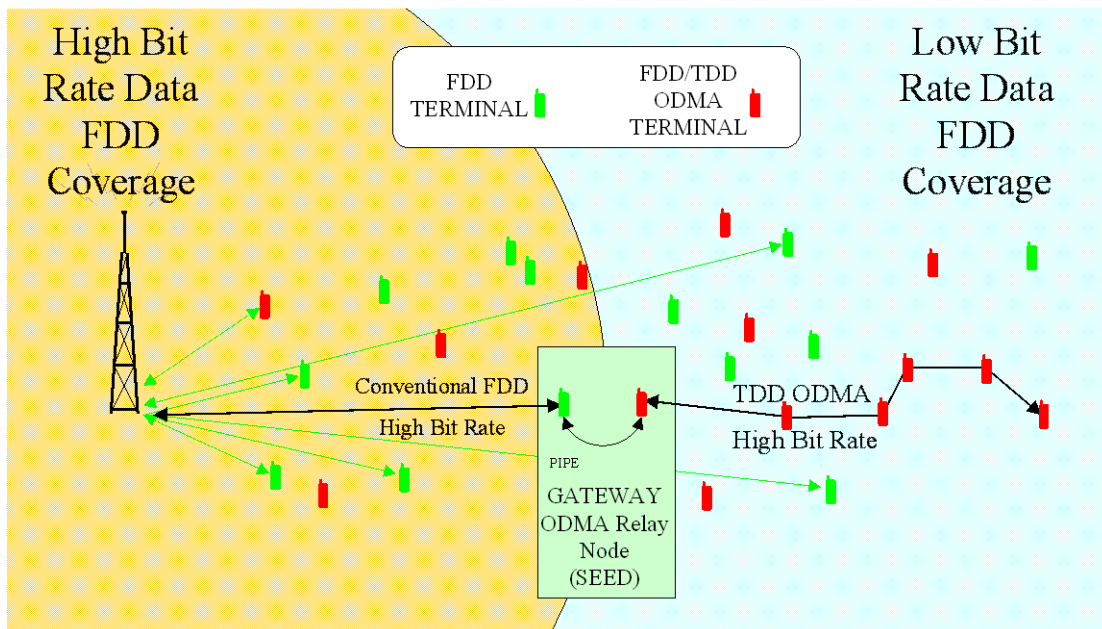 High Bit
Rate Data
FDD
Coverage
FDD
TERMINAL
FDD/TDD
ODMA
TERMINAL
Low Bit
Rate Data
FDD
Coverage
Conventional FDD
High Bit Rate
PIPE
GATEWAY
ODMA Relay
Node
(SEED)
TDD ODMA
High Bit Rate